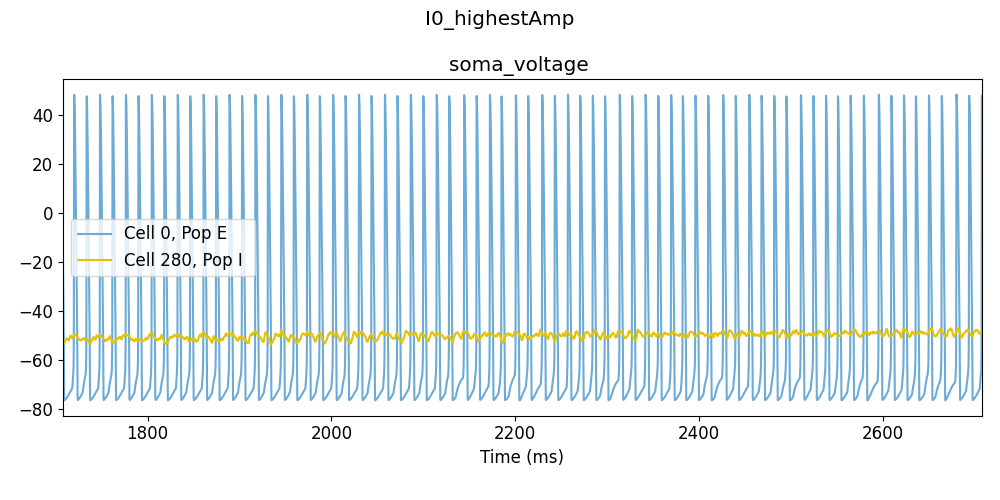 I0_highestAmp
soma_voltage
40
20
0
−20
−40
−60
−80
Cell 0, Pop E
Cell 280, Pop I
1800 2000 2200 2400 2600
Time (ms)